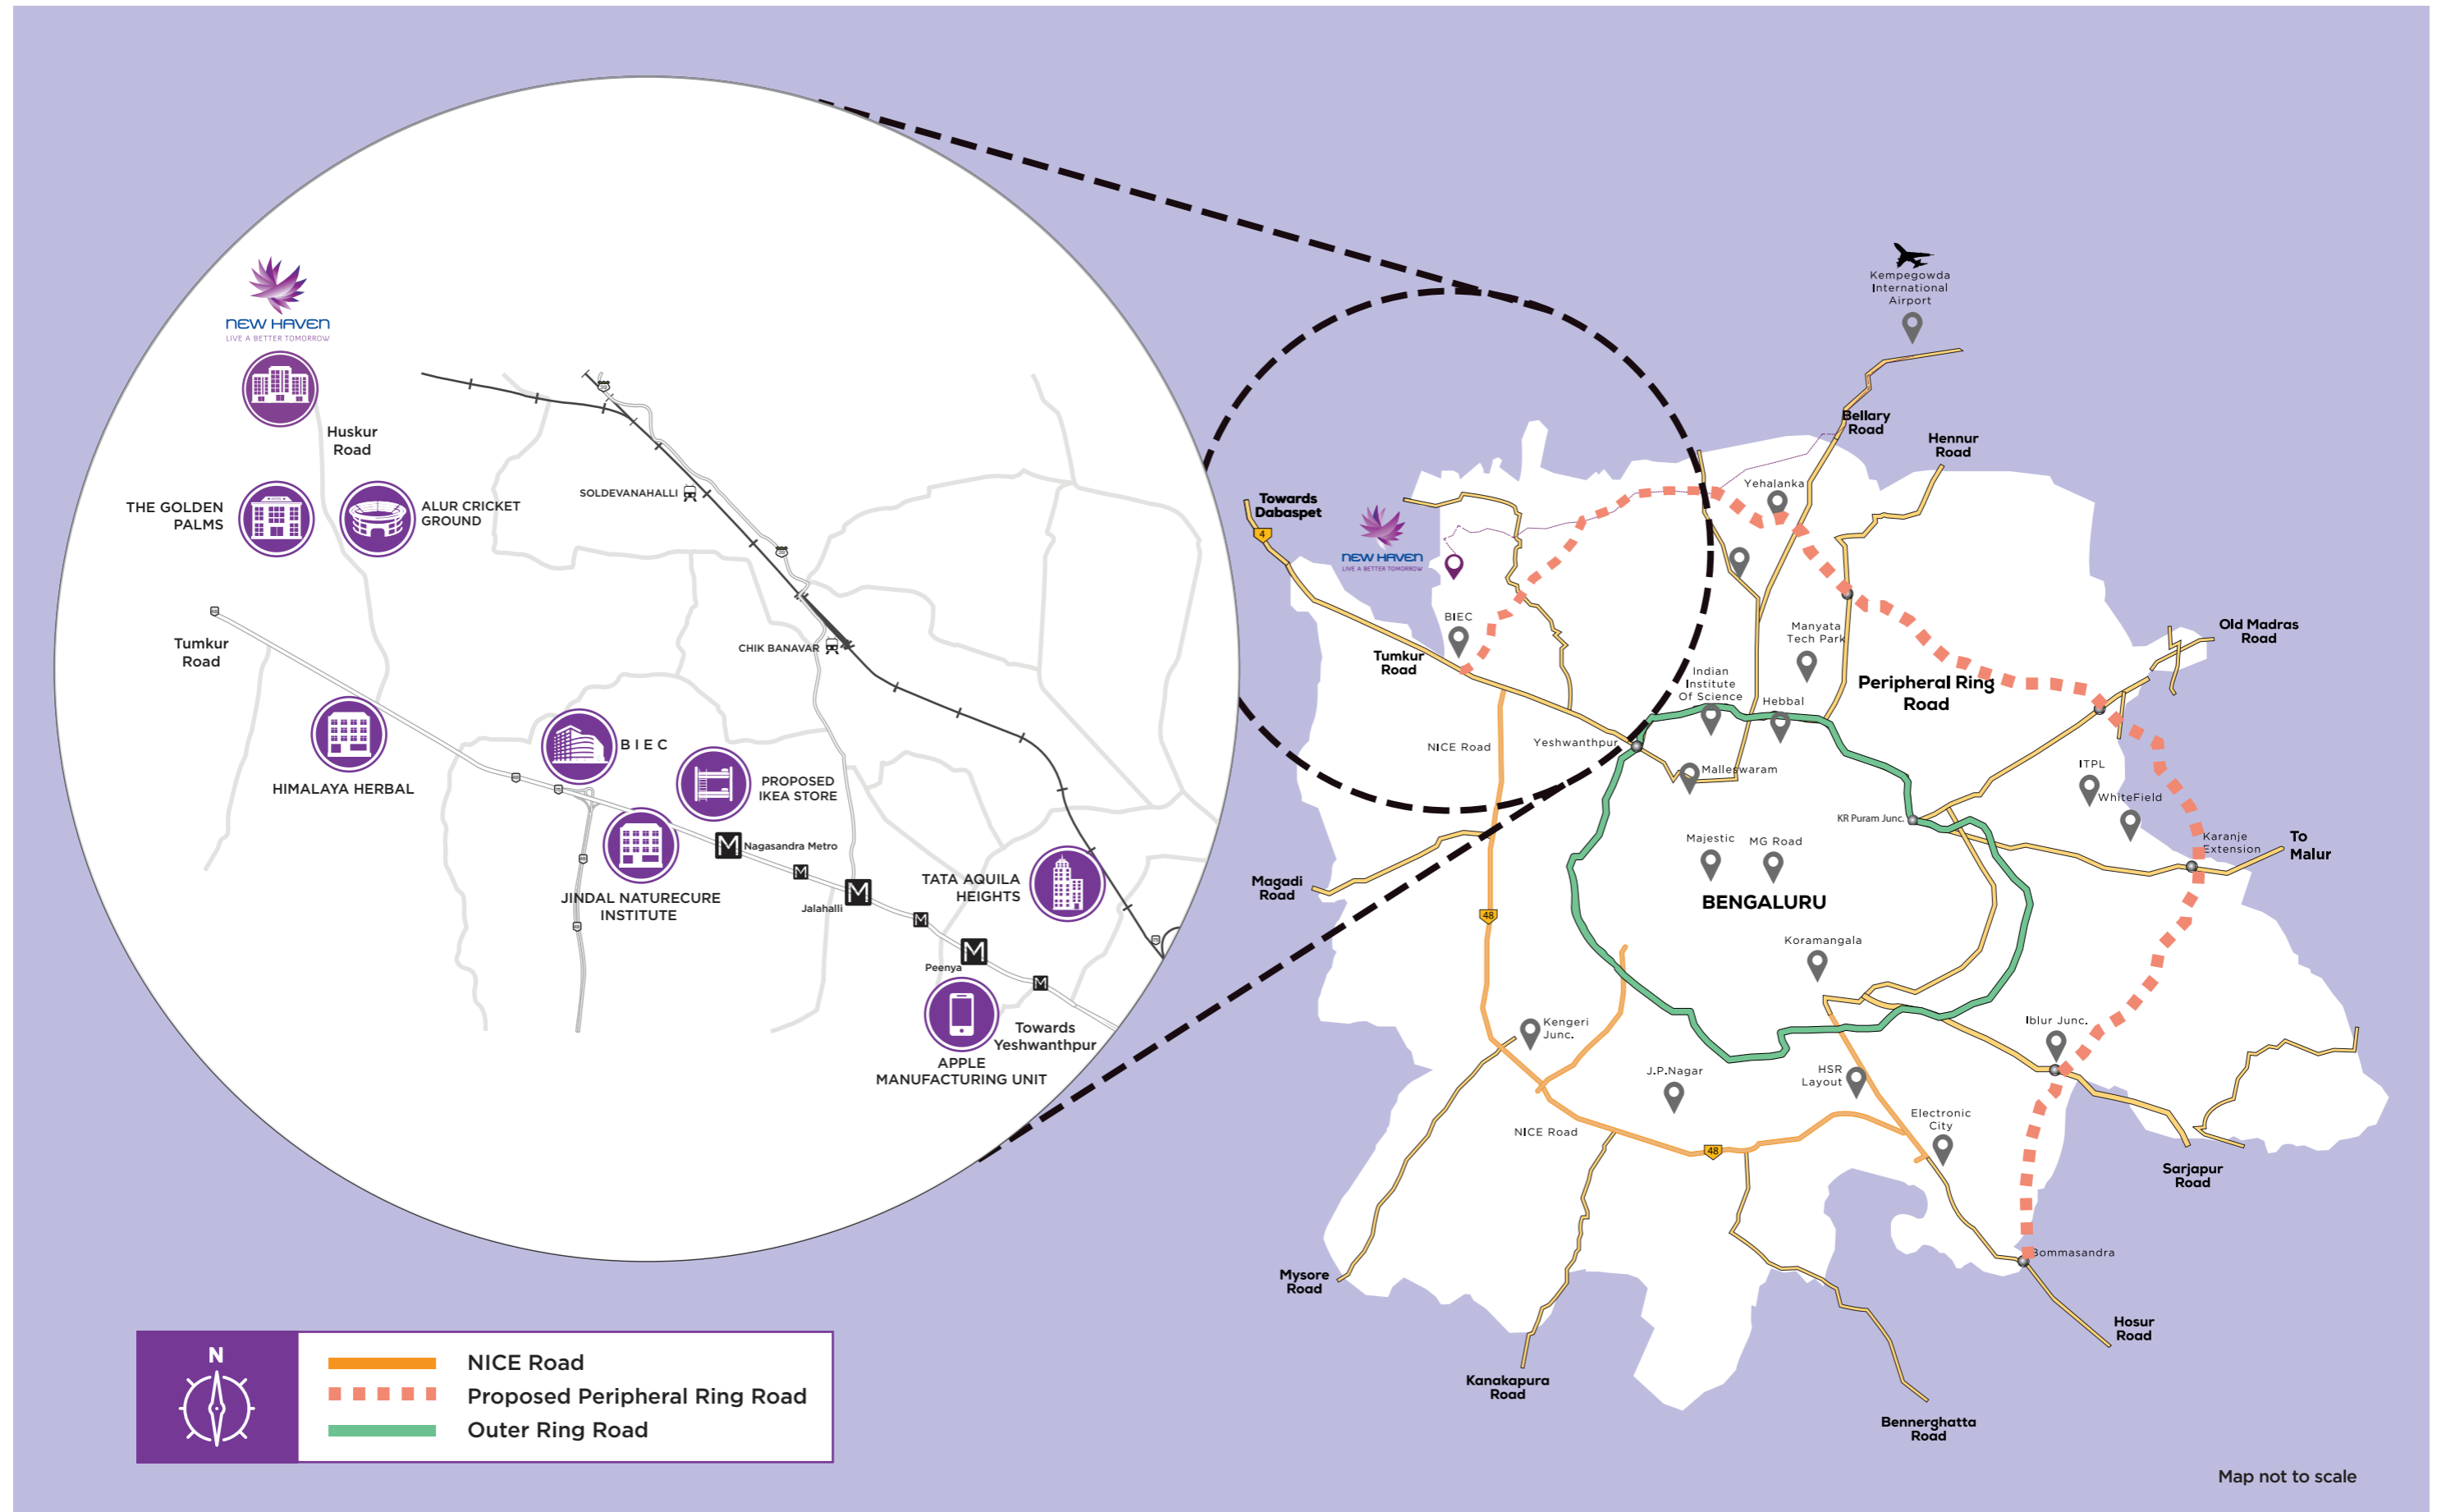 NEW HAVEN
LIVE A BETTER TOMORROW
Huskur
Road
THE GOLDEN
PALMS
ALUR CRICKET
GROUND
SOLDEVANAHALLI
Tumkur
Road
CHIK BANAVAR
HIMALAYA HERBAL
BIEC
PROPOSED
IKEA STORE
JINDAL NATURECURE
INSTITUTE
M
Nagasandra Metro
M
M
Jalahalli
TATA AQUILA
HEIGHTS
M
M
Peenya
M
Towards
Yeshwanthpur
APPLE
MANUFACTURING UNIT
Kempegowda
International
Airport
Bellary
Road
Hennur
Road
Towards
Dabaspet
4
NEW HAVEN
LIVE A BETTER TOMORROW
Yehalanka
BIEC
Tumkur
Road
Manyata
Tech Park
Old Madras
Road
Indian
Institute
Of Science
Hebbal
Peripheral Ring
Road
NICE Road
Yeshwanthpur
Malleswaram
ITPL
WhiteField
KR Puram Junc.
Karanje
Extension
To
Malur
Majestic
MG Road
Magadi
Road
BENGALURU
48
Koramangala
Kengeri
Junc.
Iblur Junc.
J.P.Nagar
HSR
Layout
Electronic
City
NICE Road
48
Sarjapur
Road
Bommasandra
Mysore
Road
Hosur
Road
Kanakapura
Road
Bennerghatta
Road
N
NICE Road
Proposed Peripheral Ring Road
Outer Ring Road
Map not to scale